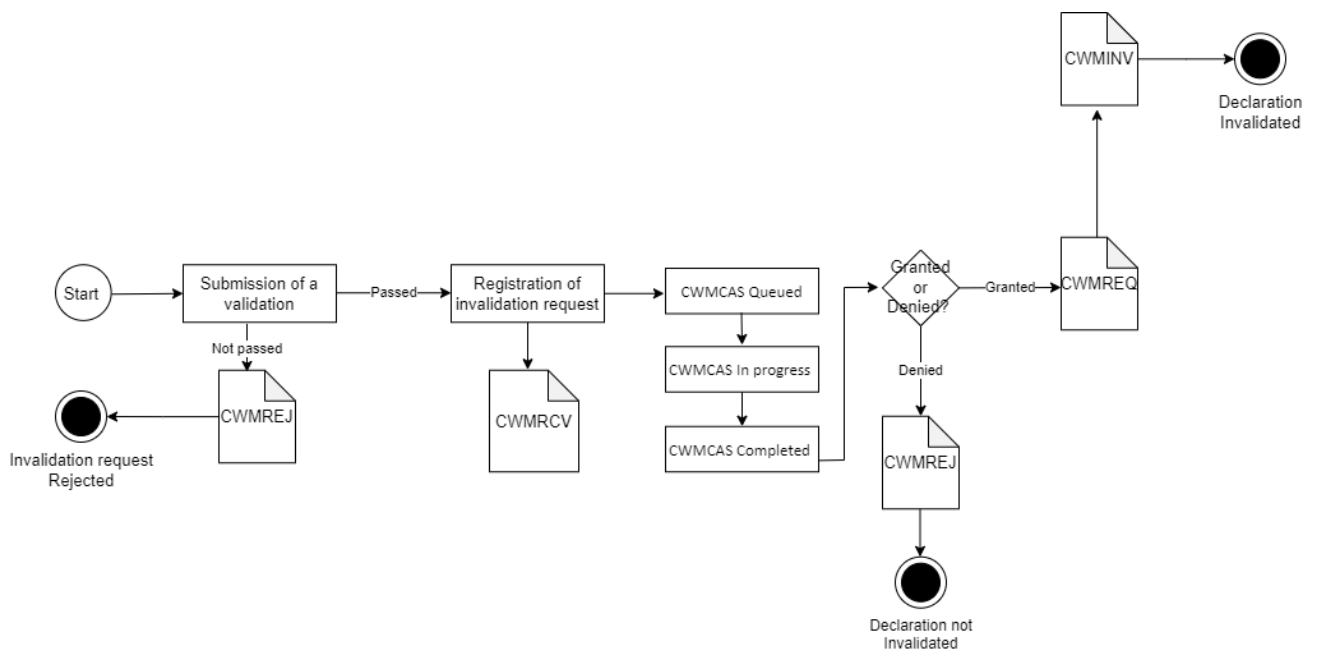 CWMINV
Declaration
Invalidated
Start
Submission of a
validation
Passed
Registration of
invalidation request
CWMCAS Queued
Granted
or
Denied?
Granted
CWMREQ
Not passed
CWMREJ
Invalidation request
Rejected
CWMRCV
CWMCAS In progress
CWMCAS Completed
Denied
CWMREJ
Declaration not
Invalidated